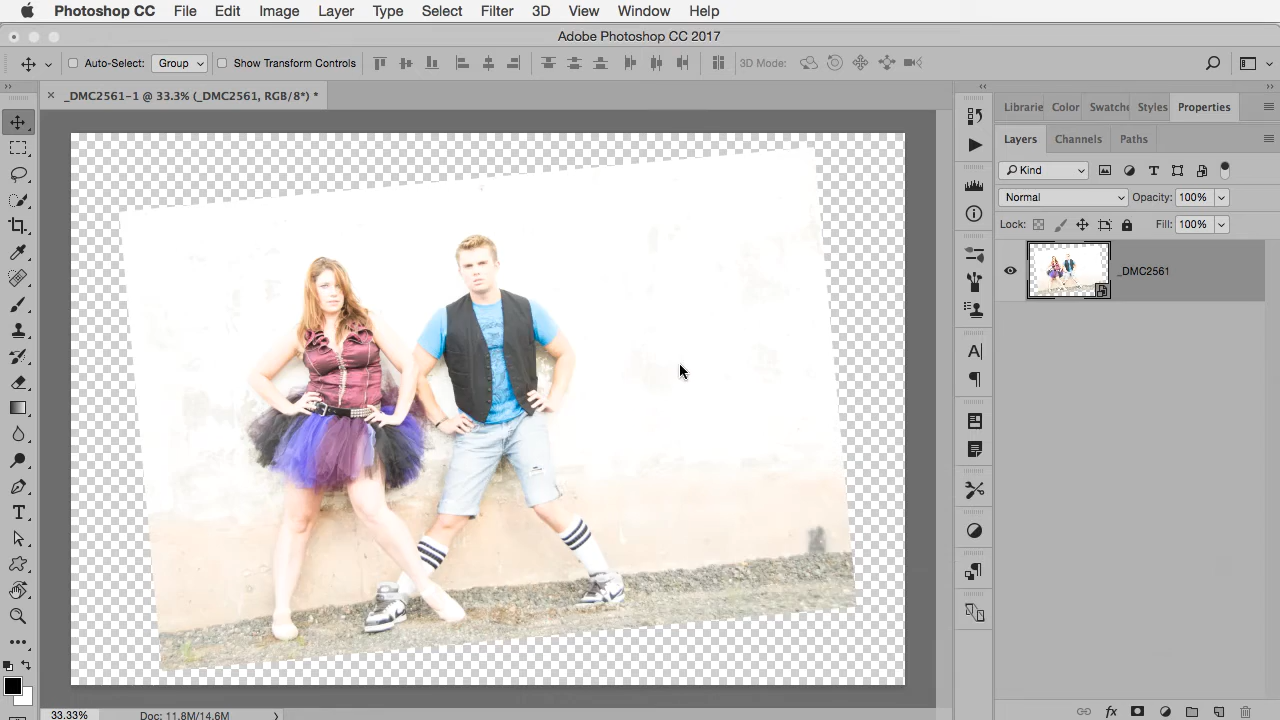 Photoshop CC File Edit Image Layer Type Select Filter 3D View Window Help
Adobe Photoshop CC 2017
Auto-Select: Group Show Transform Controls 3D Mode:
_DMC2561-1 @ 33.3% (_DMC2561, RGB/8*) *
Librarie Color Swatche Styles Properties
Layers Channels Paths
Kind
Normal Opacity: 100%
Lock: Fill: 100%
_DMC2561
33.33% Doc: 11.8M/14.6M